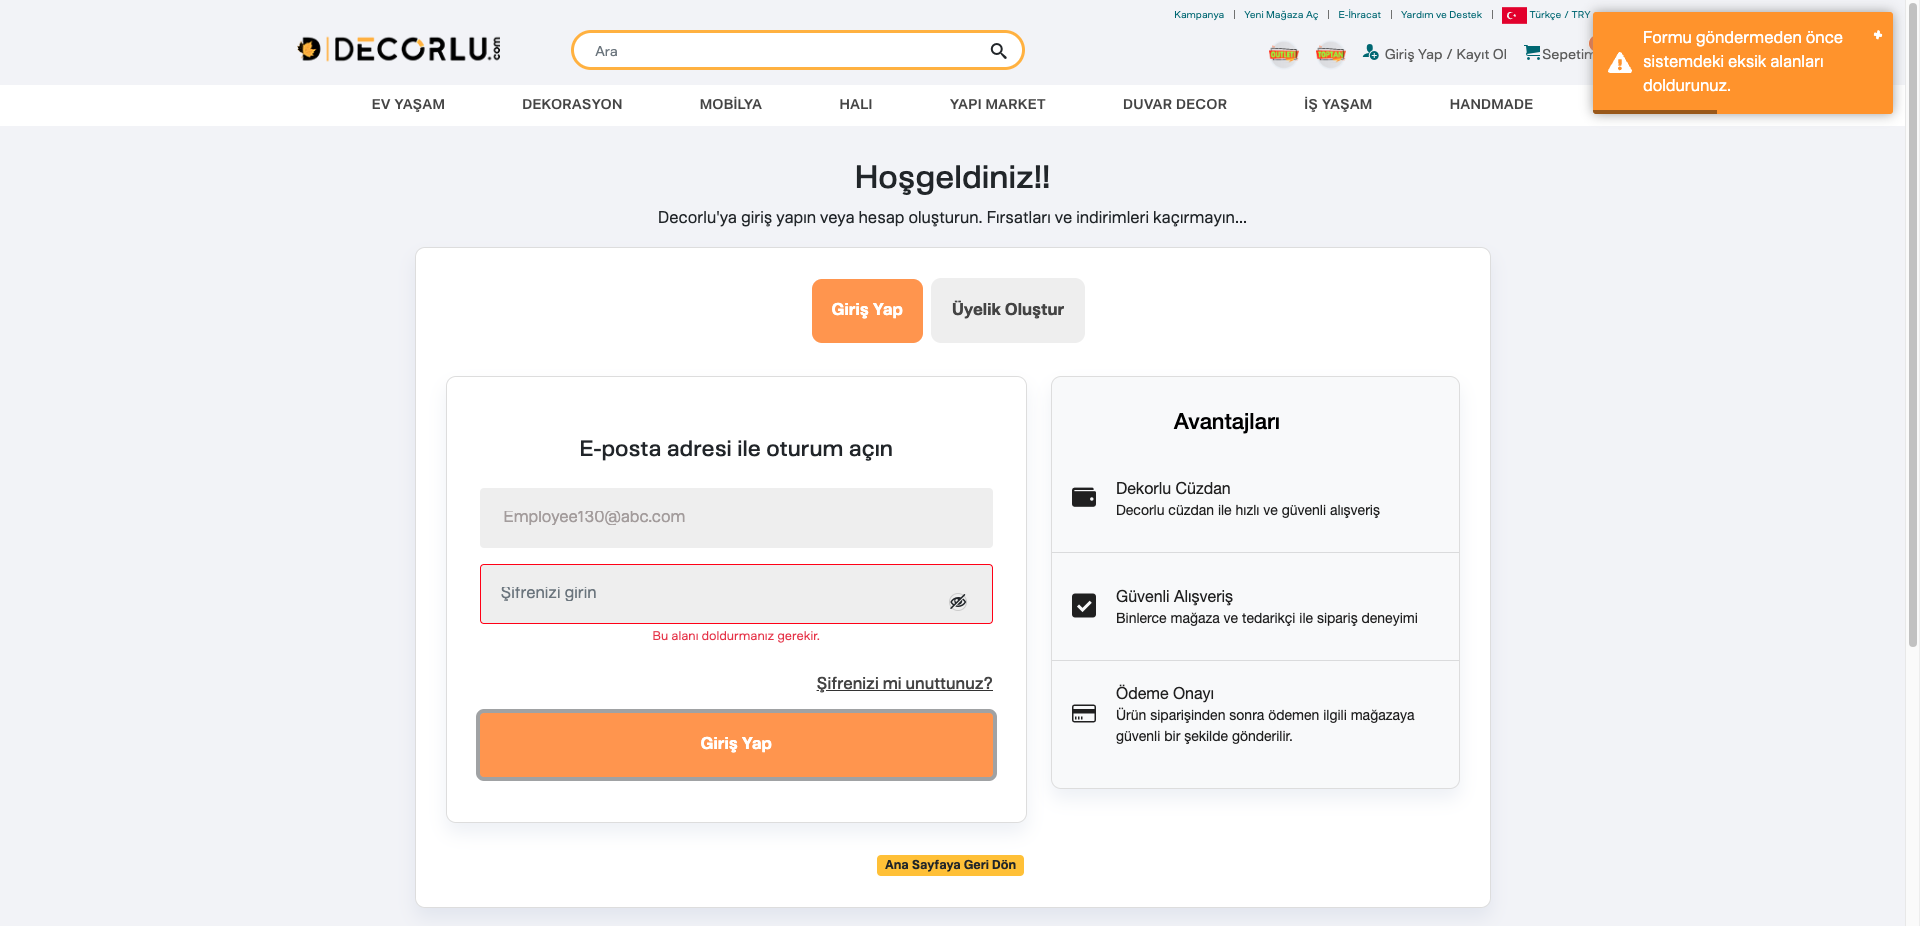 Kampanya | Yeni Mağaza Aç | E-İhracat | Yardım ve Destek | Türkçe / TRY
DECORLU.com
Ara
OUTLET
TOPTAN
Giriş Yap / Kayıt Ol
Sepetim
Formu göndermeden önce
sistemdeki eksik alanları
doldurunuz.
EV YAŞAM
DEKORASYON
MOBİLYA
HALI
YAPI MARKET
DUVAR DECOR
İŞ YAŞAM
HANDMADE
Hoşgeldiniz!!
Decorlu'ya giriş yapın veya hesap oluşturun. Fırsatları ve indirimleri kaçırmayın...
Giriş Yap
Üyelik Oluştur
E-posta adresi ile oturum açın
Employee130@abc.com
Şifrenizi girin
Bu alanı doldurmanız gerekir.
Şifrenizi mi unuttunuz?
Giriş Yap
Avantajları
Dekorlu Cüzdan
Decorlu cüzdan ile hızlı ve güvenli alışveriş
Güvenli Alışveriş
Binlerce mağaza ve tedarikçi ile sipariş deneyimi
Ödeme Onayı
Ürün siparişinden sonra ödemen ilgili mağazaya
güvenli bir şekilde gönderilir.
Ana Sayfaya Geri Dön